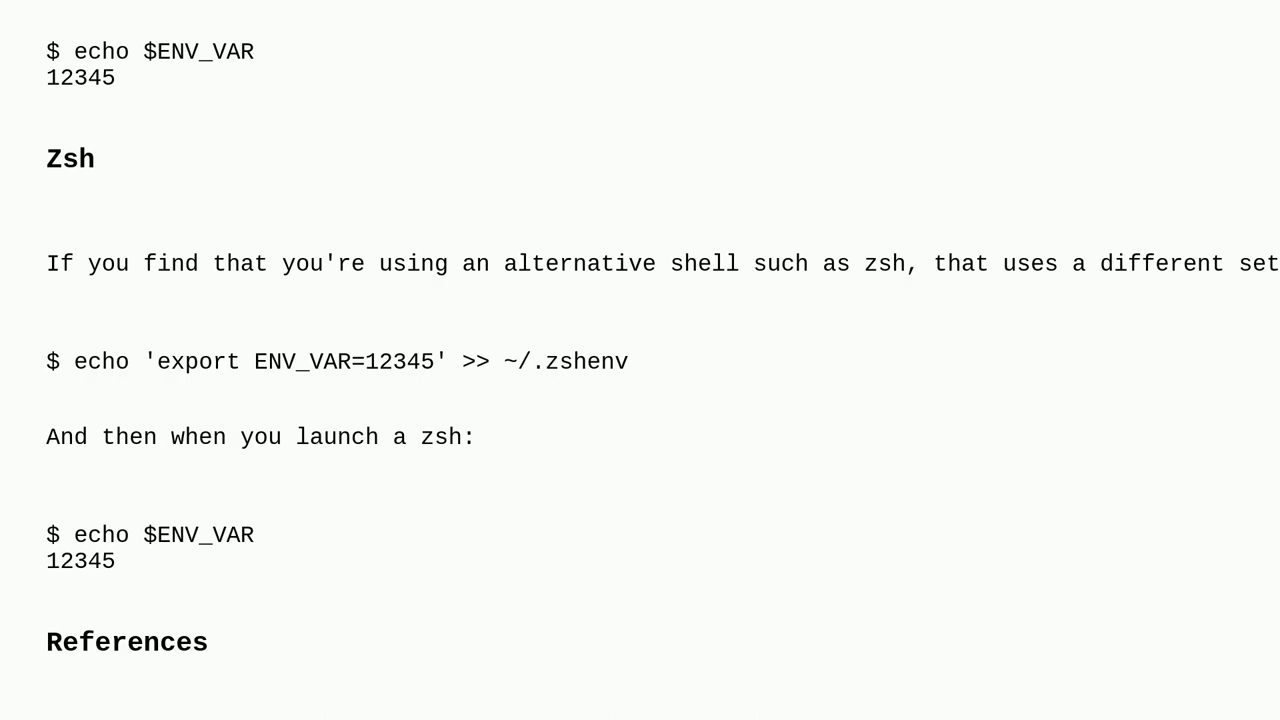 $ echo $ENV_VAR
12345
Zsh
If you find that you're using an alternative shell such as zsh, that uses a different set
$ echo 'export ENV_VAR=12345' >> ~/.zshenv
And then when you launch a zsh:
$ echo $ENV_VAR
12345
References